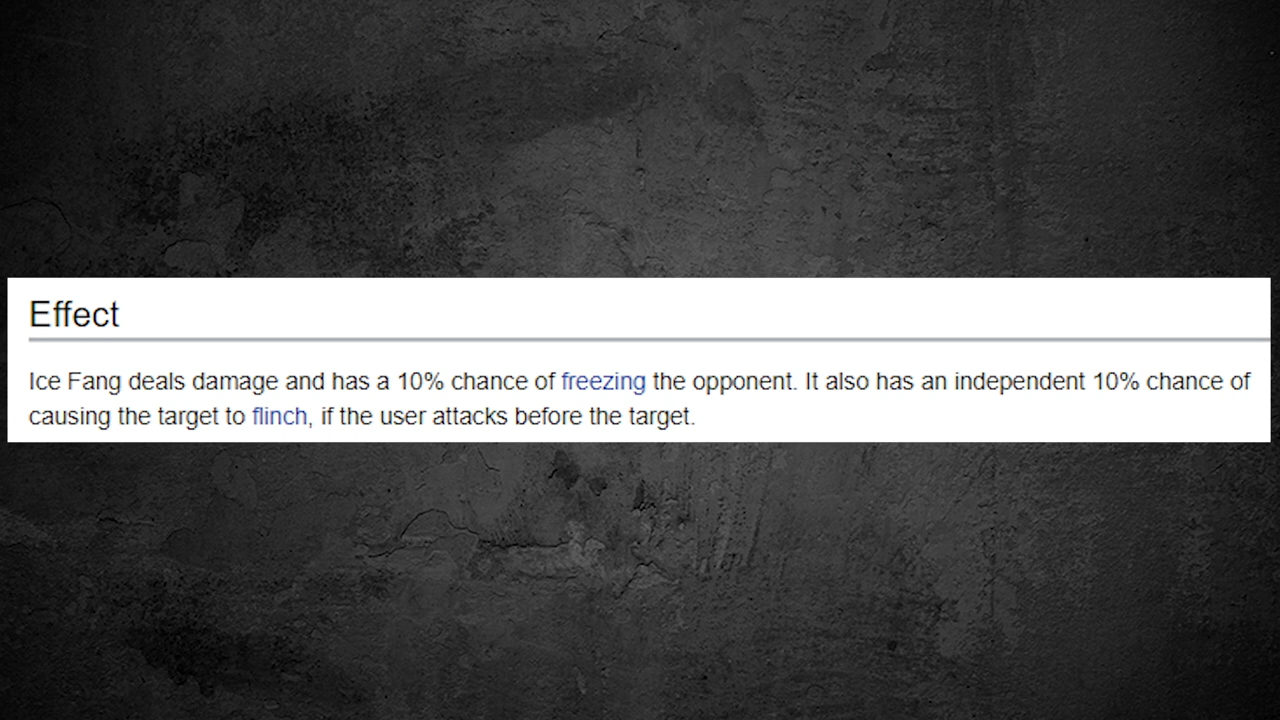 Effect
Ice Fang deals damage and has a 10% chance of freezing the opponent. It also has an independent 10% chance of
causing the target to flinch, if the user attacks before the target.